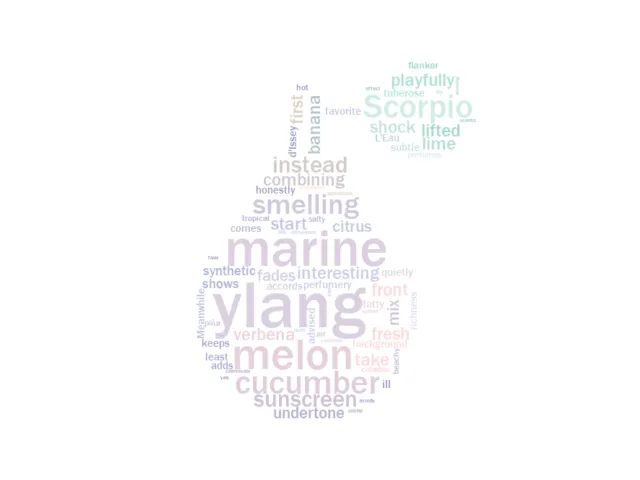 flanker
playfully
tuberose
Scorpio
shock
lifted
L'Eau
lime
subtle
hot
first
banana
favorite
d'Issey
instead
combining
honestly
smelling
tropical
salty
start
citrus
comes
marine
synthetic
fades
interesting
quietly
shows
accords
perfumery
Meanwhile
ylang
front
fatty
mix
richness
advised
verbena
fresh
keeps
background
melon
least
take
beachy
adds
cucumber
ill
sunscreen
undertone